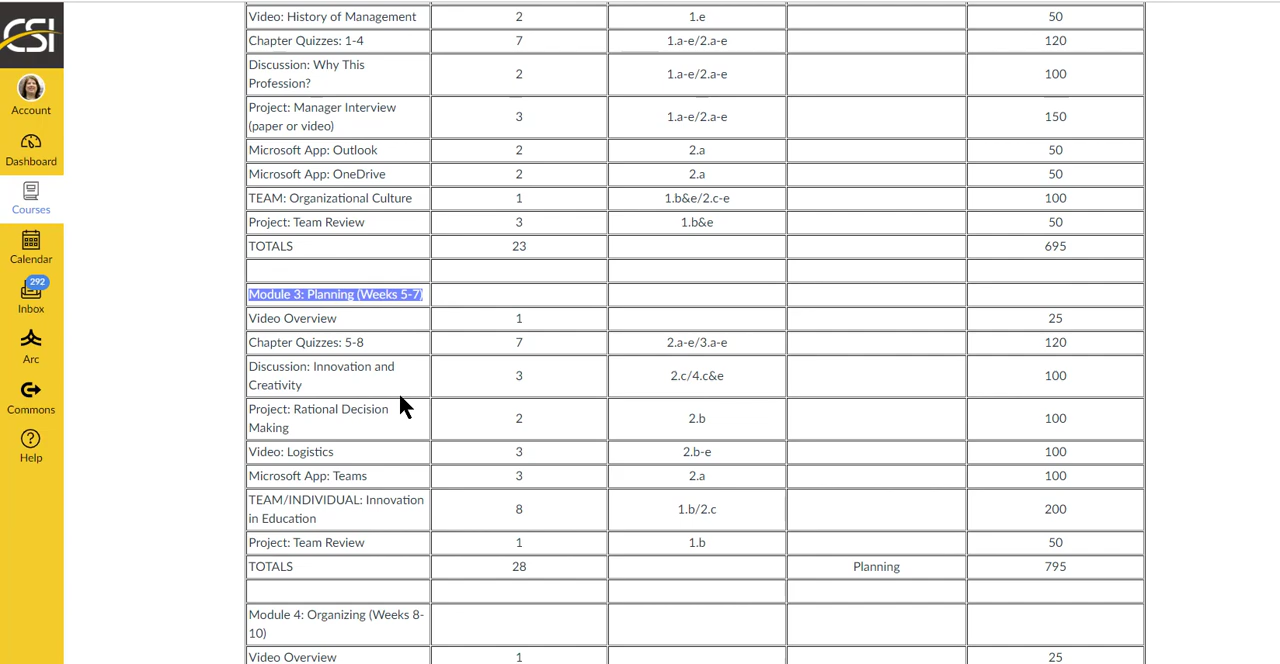 CSI
Account
Dashboard
Courses
Calendar
292
Inbox
Arc
Commons
Help
Video: History of Management 2 1.e 50
Chapter Quizzes: 1-4 7 1.a-e/2.a-e 120
Discussion: Why This
Profession? 2 1.a-e/2.a-e 100
Project: Manager Interview
(paper or video) 3 1.a-e/2.a-e 150
Microsoft App: Outlook 2 2.a 50
Microsoft App: OneDrive 2 2.a 50
TEAM: Organizational Culture 1 1.b&e/2.c-e 100
Project: Team Review 3 1.b&e 50
TOTALS 23 695
Module 3: Planning (Weeks 5-7)
Video Overview 1 25
Chapter Quizzes: 5-8 7 2.a-e/3.a-e 120
Discussion: Innovation and
Creativity 3 2.c/4.c&e 100
Project: Rational Decision
Making 2 2.b 100
Video: Logistics 3 2.b-e 100
Microsoft App: Teams 3 2.a 100
TEAM/INDIVIDUAL: Innovation
in Education 8 1.b/2.c 200
Project: Team Review 1 1.b 50
TOTALS 28 Planning 795
Module 4: Organizing (Weeks 8-
10)
Video Overview 1 25